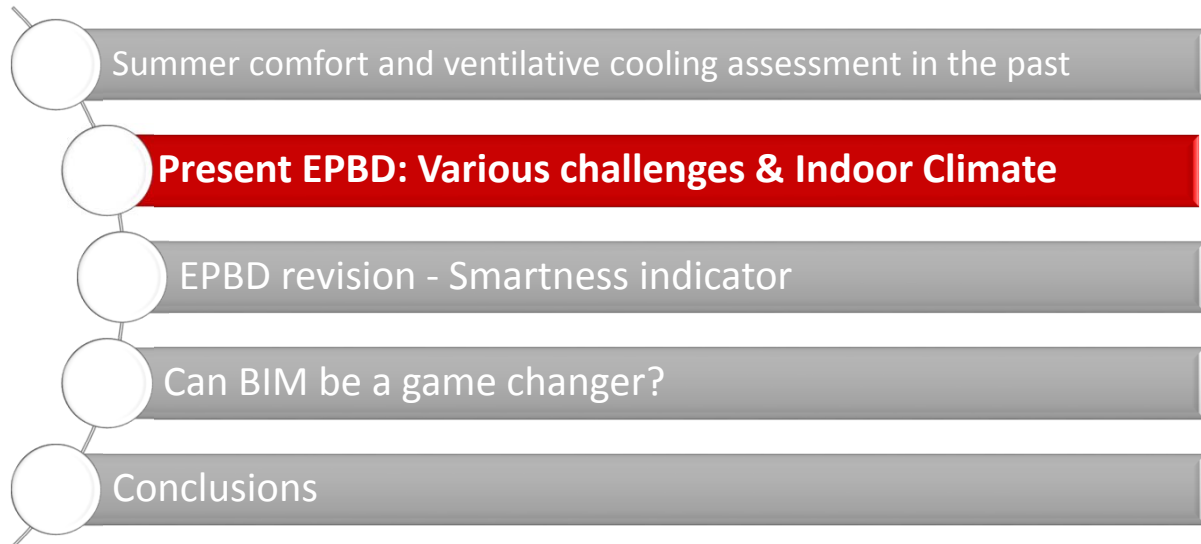 Summer comfort and ventilative cooling assessment in the past
Present EPBD: Various challenges & Indoor Climate
EPBD revision - Smartness indicator
Can BIM be a game changer?
Conclusions